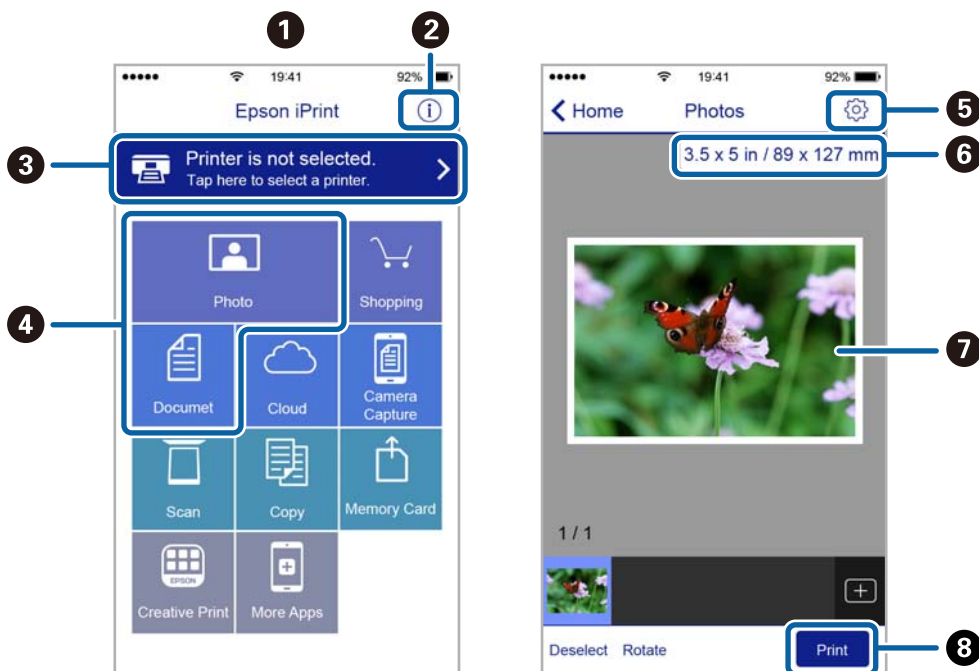 1
2
19:41
92%
Epson iPrint
i
3
Printer is not selected.
Tap here to select a printer.
4
Photo
Shopping
Documet
Cloud
Camera
Capture
Scan
Copy
Memory Card
EPSON
Creative Print
More Apps
19:41
92%
Home
Photos
5
3.5 x 5 in / 89 x 127 mm
6
7
1 / 1
Deselect
Rotate
Print
8